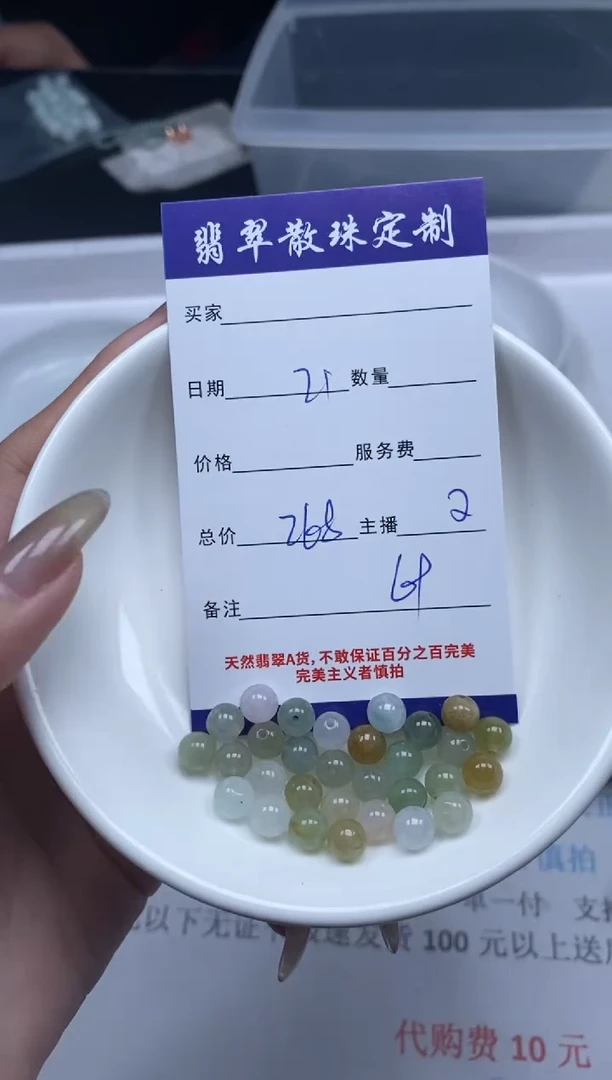 翡翠散珠定制
买家
日期 21 数量
价格 服务费
总价 268 主播 2
备注
天然翡翠A货,不敢保证百分之百完美
完美主义者慎拍
慎拍
单一付 支持
以下无证 100 元以上送
代购费 10 元